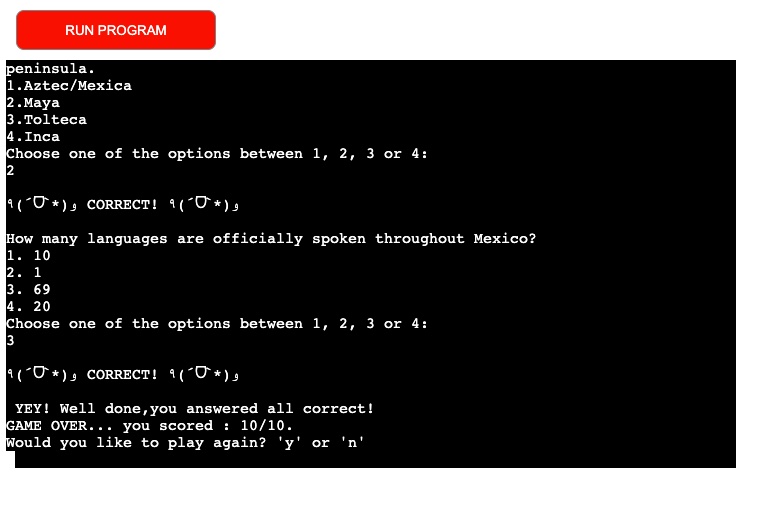 RUN PROGRAM
peninsula.
1.Aztec/Mexica
2.Maya
3.Tolteca
4.Inca
Choose one of the options between 1, 2, 3 or 4:
2
٩(´ᗜ`*)و CORRECT! ٩(´ᗜ`*)و
How many languages are officially spoken throughout Mexico?
1. 10
2. 1
3. 69
4. 20
Choose one of the options between 1, 2, 3 or 4:
3
٩(´ᗜ`*)و CORRECT! ٩(´ᗜ`*)و
YEY! Well done,you answered all correct!
GAME OVER... you scored : 10/10.
Would you like to play again? 'y' or 'n'